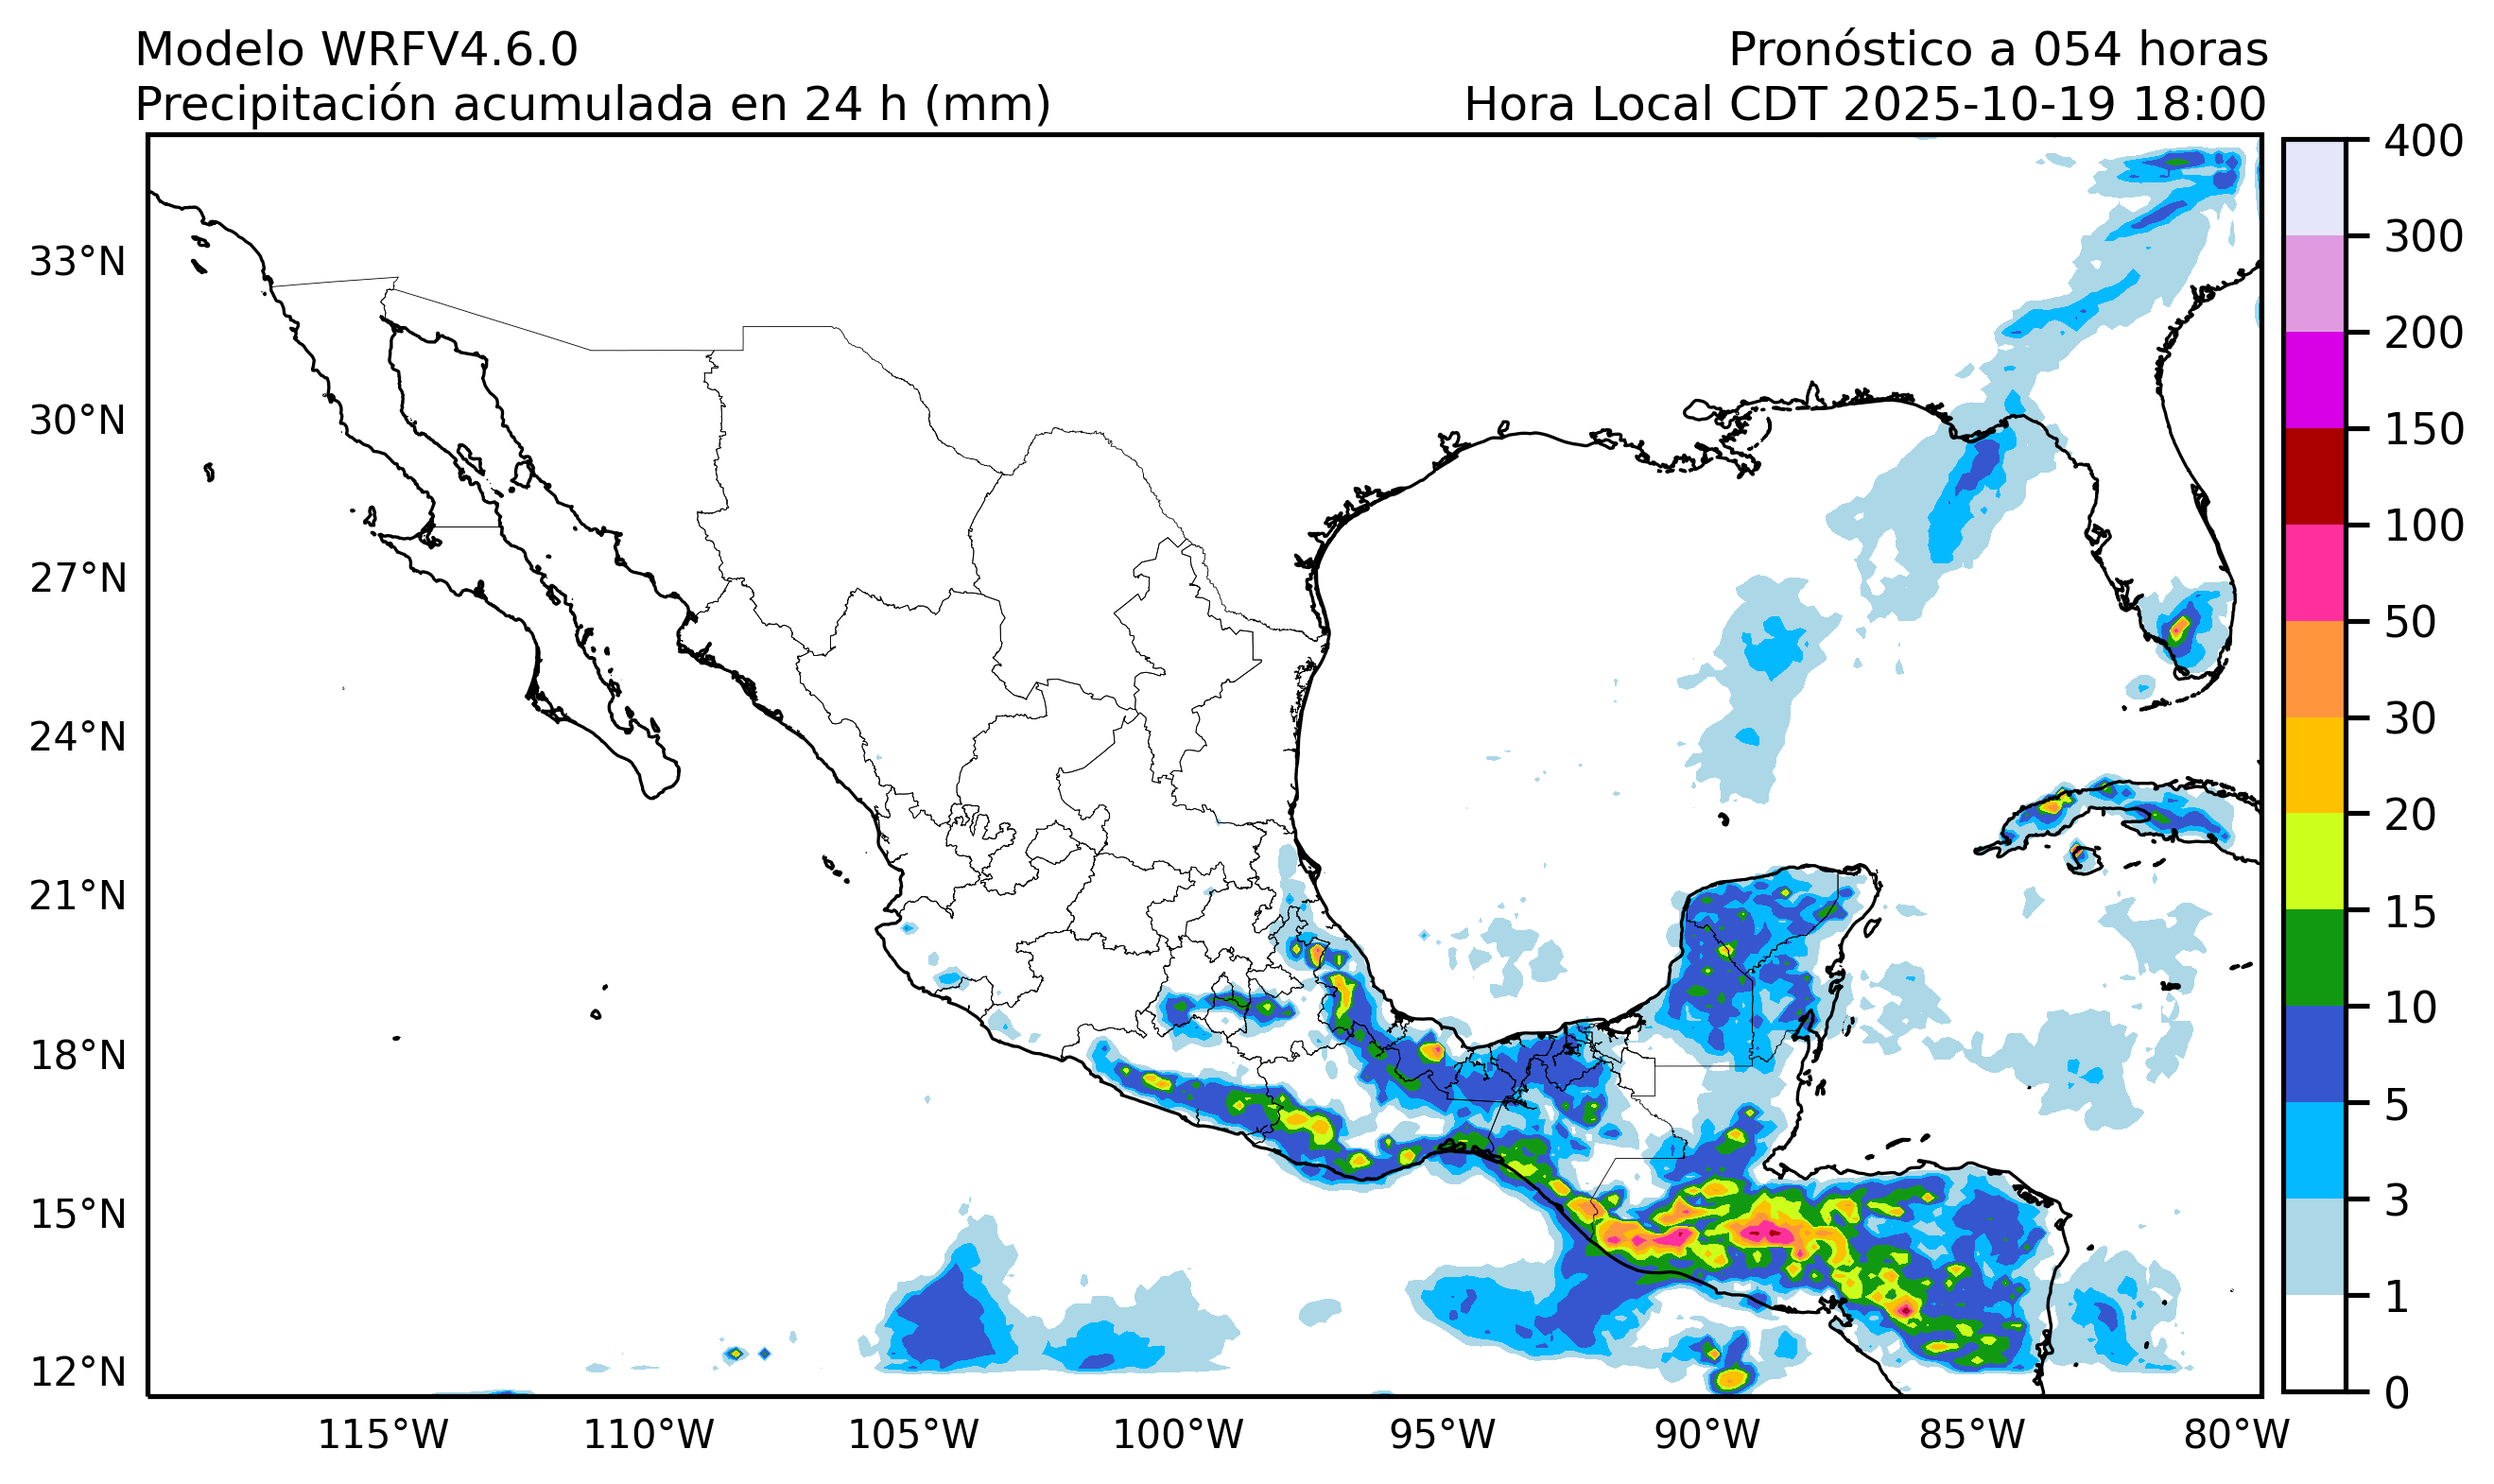 Modelo WRFV4.6.0
Pronóstico a 054 horas
Precipitación acumulada en 24 h (mm)
Hora Local CDT 2025-10-19 18:00
400
300
200
150
100
50
30
20
15
10
5
3
1
0
33°N
30°N
27°N
24°N
21°N
18°N
15°N
12°N
115°W
110°W
105°W
100°W
95°W
90°W
85°W
80°W